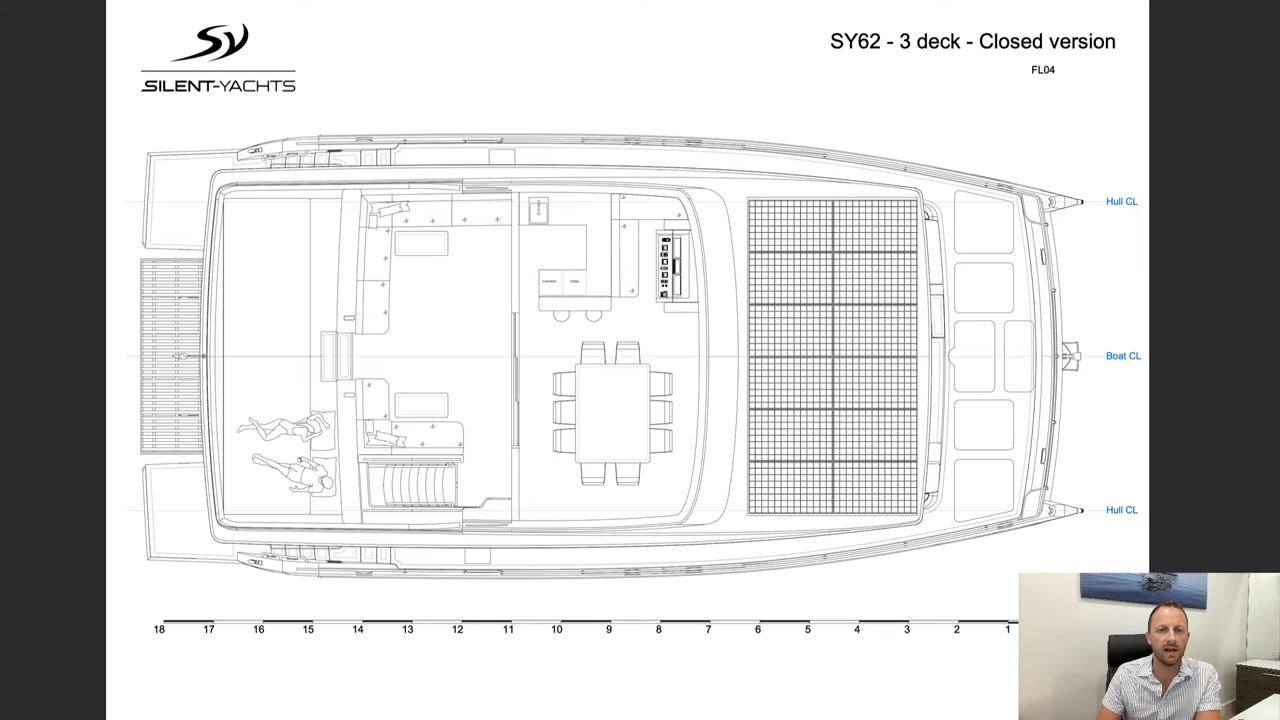 SY
SILENT-YACHTS
SY62 - 3 deck - Closed version
FL04
Hull CL
Boat CL
Hull CL
18 17 16 15 14 13 12 11 10 9 8 7 6 5 4 3 2 1